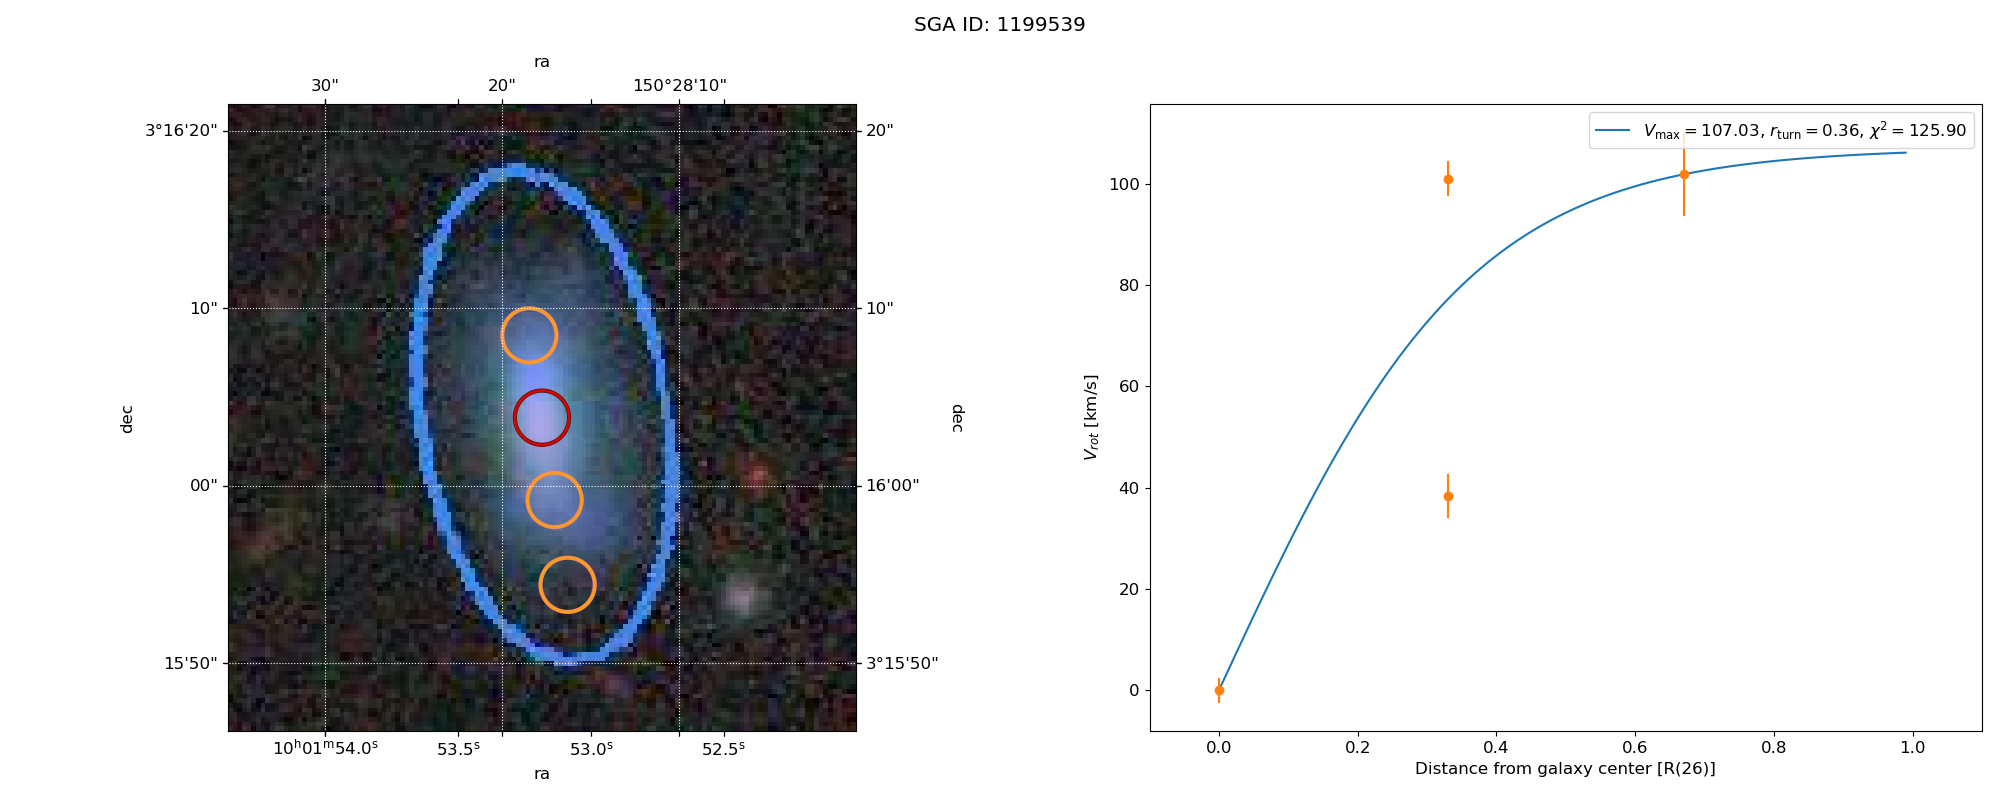 SGA ID: 1199539
ra
30" 20" 150°28'10"
3°16'20" 20"
10" 10"
00" 16'00"
15'50" 3°15'50"
dec
dec
10ʰ01ᵐ54.0ˢ 53.5ˢ 53.0ˢ 52.5ˢ
ra
V_max = 107.03, r_turn = 0.36, χ² = 125.90
100
80
60
40
20
0
V_rot [km/s]
0.0 0.2 0.4 0.6 0.8 1.0
Distance from galaxy center [R(26)]